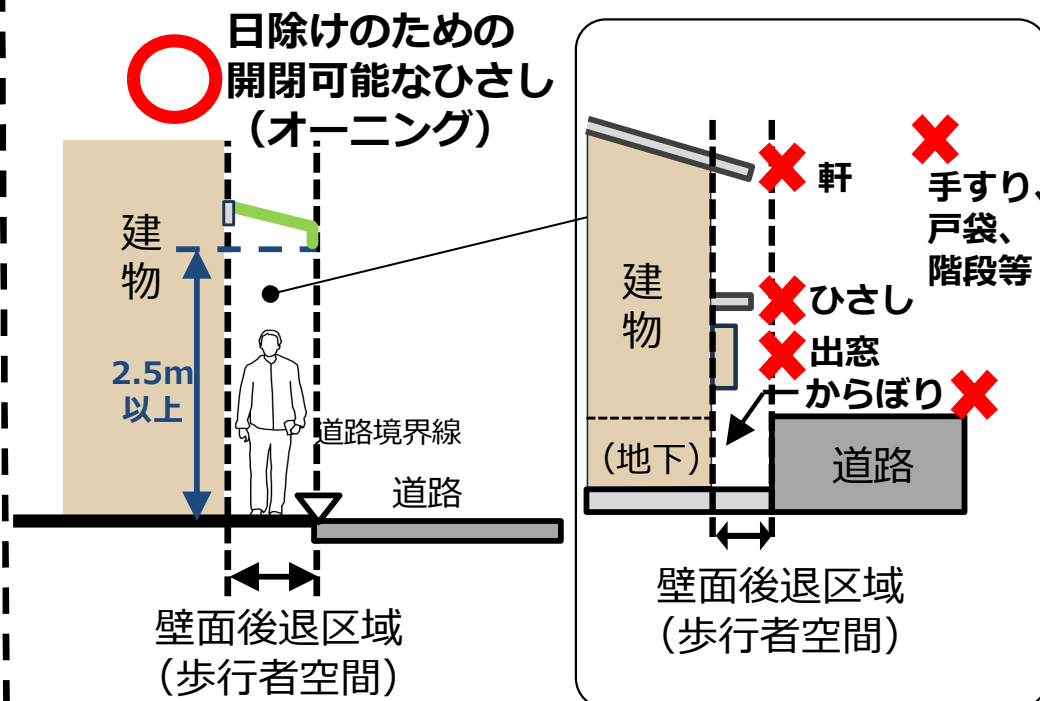 日除けのための
開閉可能なひさし
（オーニング）
建
物
2.5m
以上
道路境界線
道路
壁面後退区域
（歩行者空間）
軒
手すり、
戸袋、
階段等
建
物
ひさし
出窓
からぼり
（地下）
道路
壁面後退区域
（歩行者空間）